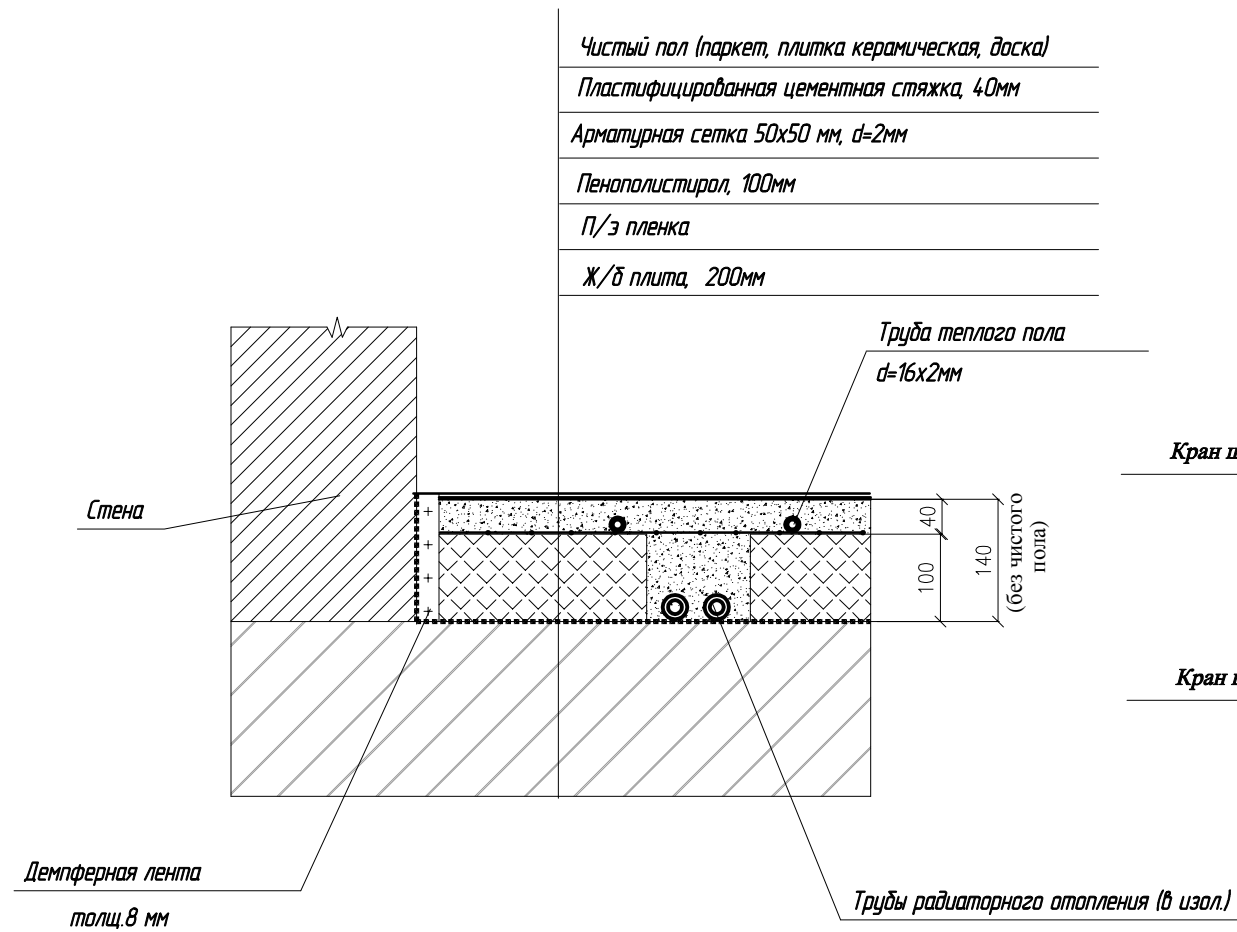 Чистый пол (паркет, плитка керамическая, доска)
Пластифицированная цементная стяжка, 40мм
Арматурная сетка 50х50 мм, d=2мм
Пенополистирол, 100мм
П/э пленка
Ж/б плита, 200мм
Труба теплого пола
d=16х2мм
Кран
Стена
40
100
140
(без чистого
пола)
Кран
Демпферная лента
толщ.8 мм
Трубы радиаторного отопления (в изол.)